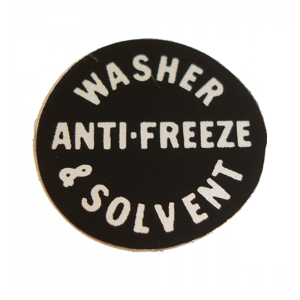 WASHER
ANTI-FREEZE
& SOLVENT